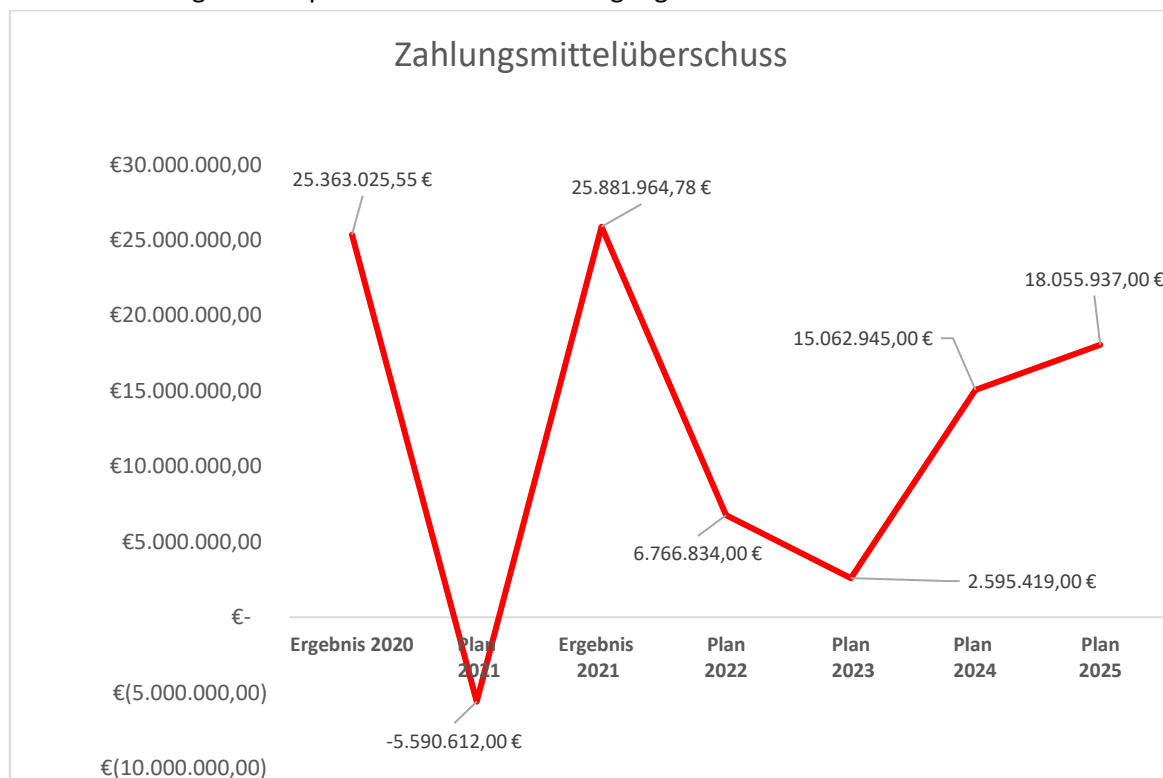 Zahlungsmittelüberschuss
€30.000.000,00
25.363.025,55 €
25.881.964,78 €
€25.000.000,00
18.055.937,00 €
€20.000.000,00
15.062.945,00 €
€15.000.000,00
€10.000.000,00
€5.000.000,00
6.766.834,00 €
2.595.419,00 €
€-
Ergebnis 2020
Plan
2021
Ergebnis
2021
Plan
2022
Plan
2023
Plan
2024
Plan
2025
€(5.000.000,00)
-5.590.612,00 €
€(10.000.000,00)